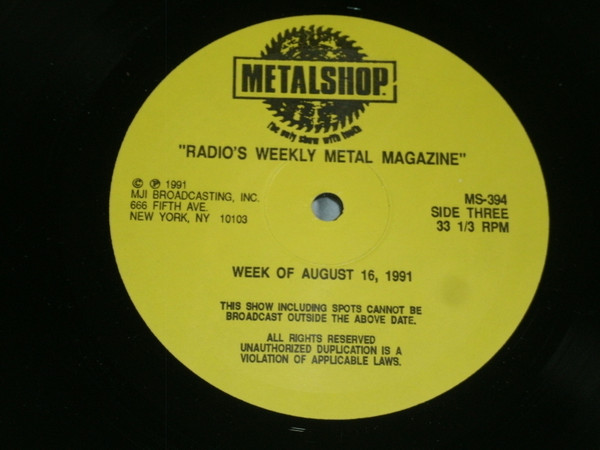 METALSHOP.
The only show with teeth
"RADIO'S WEEKLY METAL MAGAZINE"
© ℗ 1991
MJI BROADCASTING, INC.
666 FIFTH AVE.
NEW YORK, NY 10103
MS-394
SIDE THREE
33 1/3 RPM
WEEK OF AUGUST 16, 1991
THIS SHOW INCLUDING SPOTS CANNOT BE
BROADCAST OUTSIDE THE ABOVE DATE.
ALL RIGHTS RESERVED
UNAUTHORIZED DUPLICATION IS A
VIOLATION OF APPLICABLE LAWS.